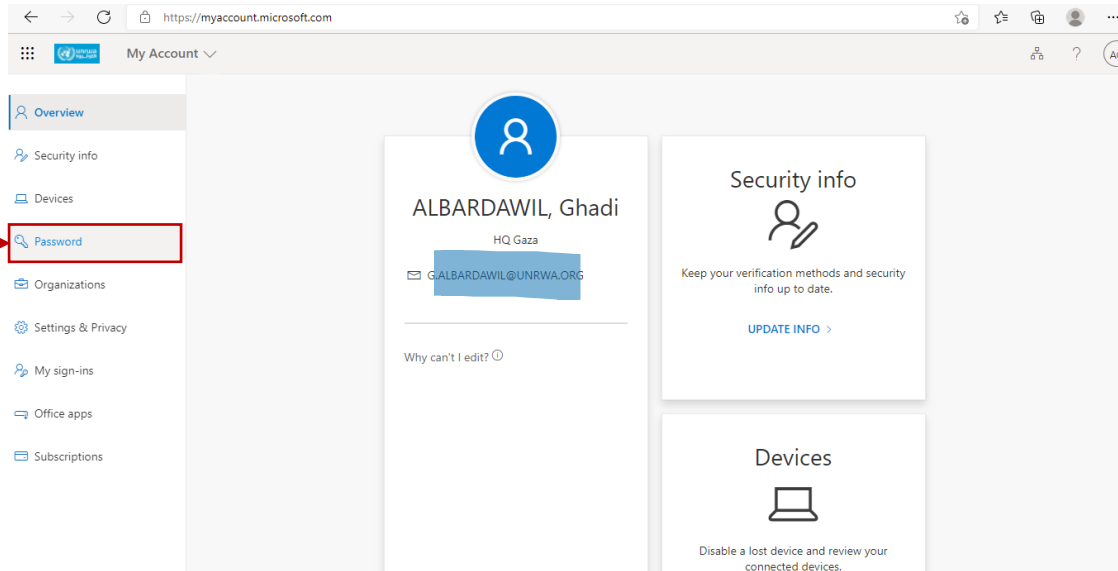 https://myaccount.microsoft.com
My Account
?
Overview
Security info
Devices
Password
Organizations
Settings & Privacy
My sign-ins
Office apps
Subscriptions
ALBARDAWIL, Ghadi
HQ Gaza
G.ALBARDAWIL@UNRWA.ORG
Why can't I edit?
Security info
Keep your verification methods and security
info up to date.
UPDATE INFO >
Devices
Disable a lost device and review your
connected devices.